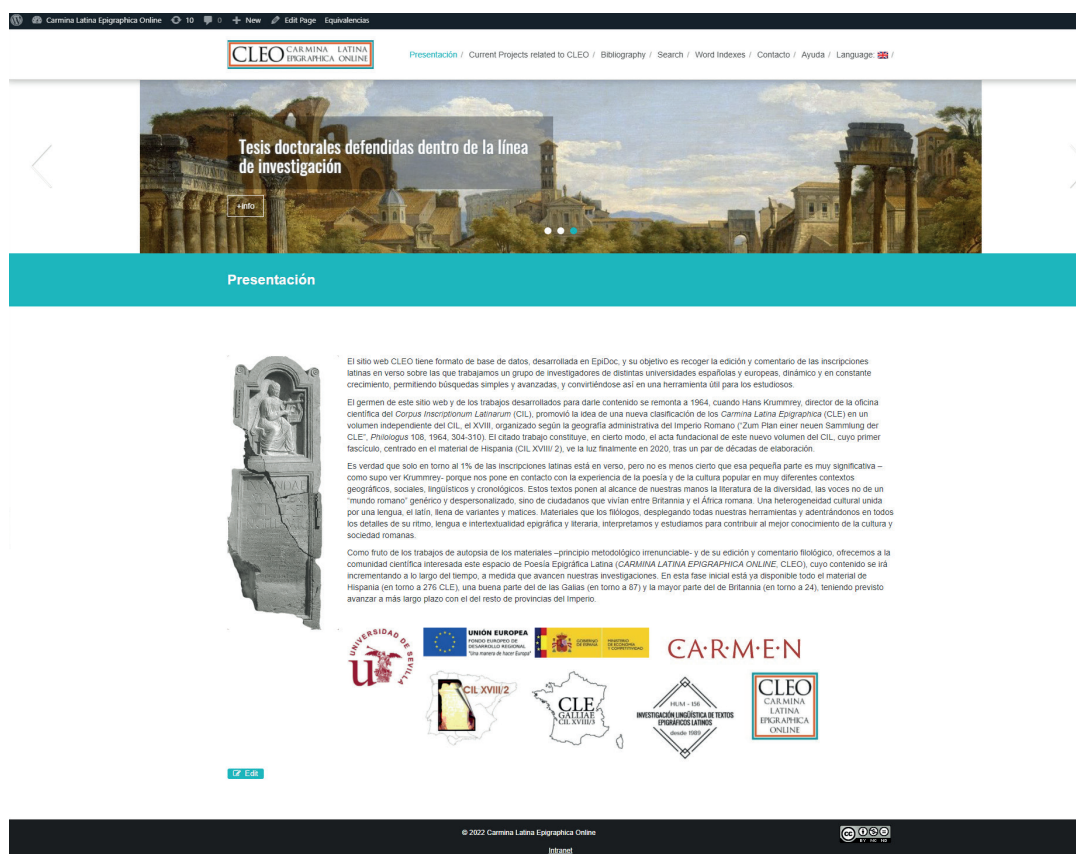 Carmina Latina Epigraphica Online 10 0 New Edit Page Equivalencias
CLEO CARMINA LATINA
EPIGRAPHICA ONLINE
Presentación / Current Projects related to CLEO / Bibliography / Search / Word Indexes / Contacto / Ayuda / Language: /
Tesis doctorales defendidas dentro de la línea
de investigación
+info
Presentación
El sitio web CLEO tiene formato de base de datos, desarrollada en EpiDoc, y su objetivo es recoger la edición y comentario de las inscripciones
latinas en verso sobre las que trabajamos un grupo de investigadores de distintas universidades españolas y europeas, dinámico y en constante
crecimiento, permitiendo búsquedas simples y avanzadas, y convirtiéndose así en una herramienta útil para los estudiosos.
El germen de este sitio web y de los trabajos desarrollados para darle contenido se remonta a 1964, cuando Hans Krummrey, director de la oficina
científica del Corpus Inscriptionum Latinarum (CIL), promovió la idea de una nueva clasificación de los Carmina Latina Epigraphica (CLE) en un
volumen independiente del CIL, el XVIII, organizado según la geografía administrativa del Imperio Romano ("Zum Plan einer neuen Sammlung der
CLE", Philologus 108, 1964, 304-310). El citado trabajo constituye, en cierto modo, el acta fundacional de este nuevo volumen del CIL, cuyo primer
fascículo, centrado en el material de Hispania (CIL XVIII/ 2), ve la luz finalmente en 2020, tras un par de décadas de elaboración.
Es verdad que solo en torno al 1% de las inscripciones latinas está en verso, pero no es menos cierto que esa pequeña parte es muy significativa –
como supo ver Krummrey- porque nos pone en contacto con la experiencia de la poesía y de la cultura popular en muy diferentes contextos
geográficos, sociales, lingüísticos y cronológicos. Estos textos ponen al alcance de nuestras manos la literatura de la diversidad, las voces no de un
"mundo romano" genérico y despersonalizado, sino de ciudadanos que vivían entre Britannia y el África romana. Una heterogeneidad cultural unida
por una lengua, el latín, llena de variantes y matices. Materiales que los filólogos, desplegando todas nuestras herramientas y adentrándonos en todos
los detalles de su ritmo, lengua e intertextualidad epigráfica y literaria, interpretamos y estudiamos para contribuir al mejor conocimiento de la cultura y
sociedad romanas.
Como fruto de los trabajos de autopsia de los materiales –principio metodológico irrenunciable- y de su edición y comentario filológico, ofrecemos a la
comunidad científica interesada este espacio de Poesía Epigráfica Latina (CARMINA LATINA EPIGRAPHICA ONLINE, CLEO), cuyo contenido se irá
incrementando a lo largo del tiempo, a medida que avancen nuestras investigaciones. En esta fase inicial está ya disponible todo el material de
Hispania (en torno a 276 CLE), una buena parte del de las Galias (en torno a 87) y la mayor parte del de Britannia (en torno a 24), teniendo previsto
avanzar a más largo plazo con el del resto de provincias del Imperio.
UNIVERSIDAD DE SEVILLA
UNIÓN EUROPEA
FONDO EUROPEO DE
DESARROLLO REGIONAL
"Una manera de hacer Europa"
GOBIERNO
DE ESPAÑA
MINISTERIO
DE ECONOMÍA
Y COMPETITIVIDAD
CA·R·M·E·N
CIL XVIII/2
CLE
GALLIAE
CIL XVIII/3
HUM - 156
INVESTIGACIÓN LINGÜÍSTICA DE TEXTOS
EPIGRÁFICOS LATINOS
desde 1989
CLEO
CARMINA
LATINA
EPIGRAPHICA
ONLINE
Edit
© 2022 Carmina Latina Epigraphica Online
BY NC ND
Intranet